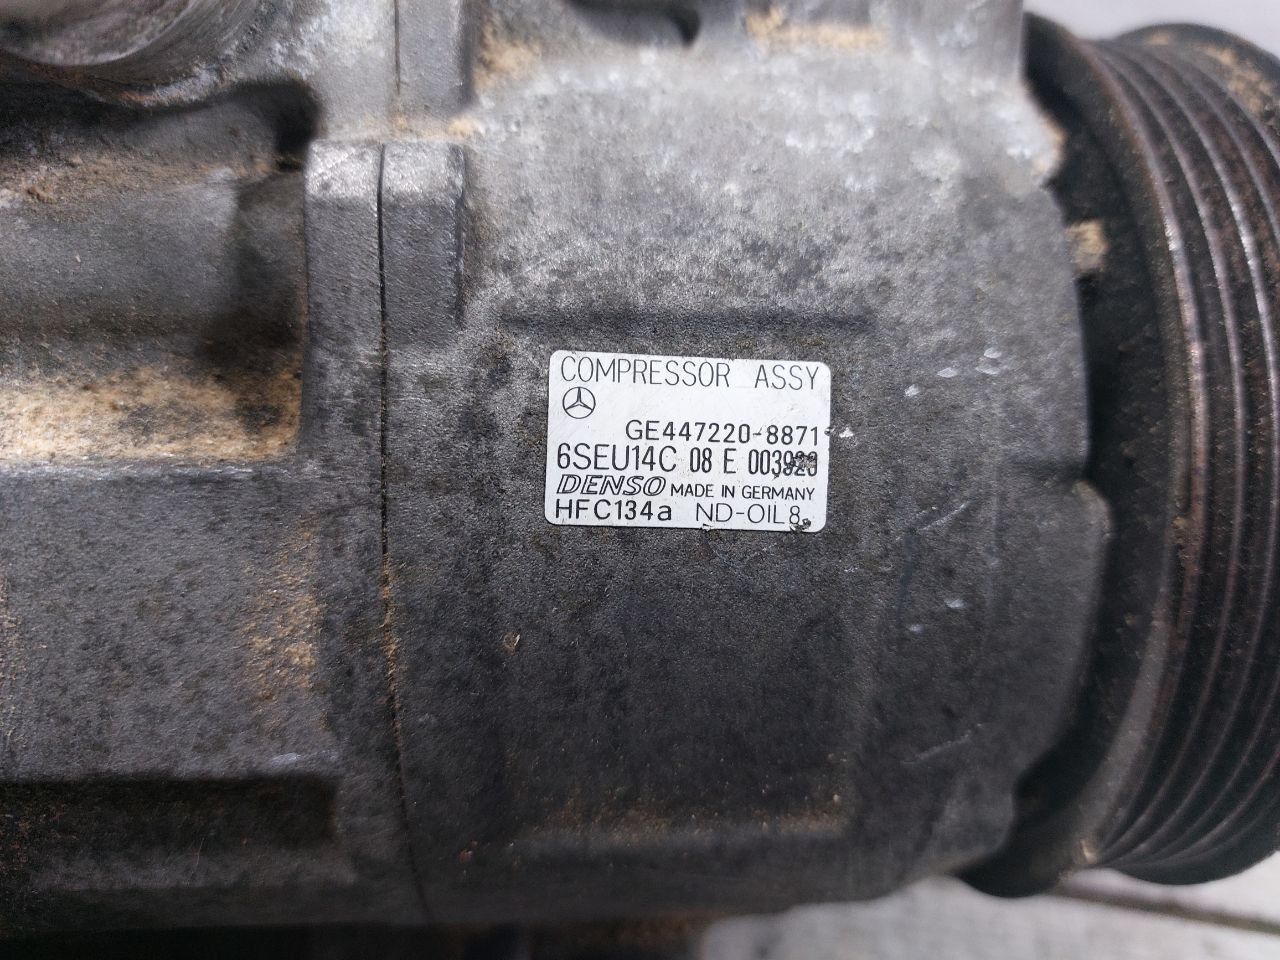 COMPRESSOR ASSY
GE447220-8871
6SEU14C 08 E
DENSO MADE IN GERMANY
HFC134a ND-OIL8